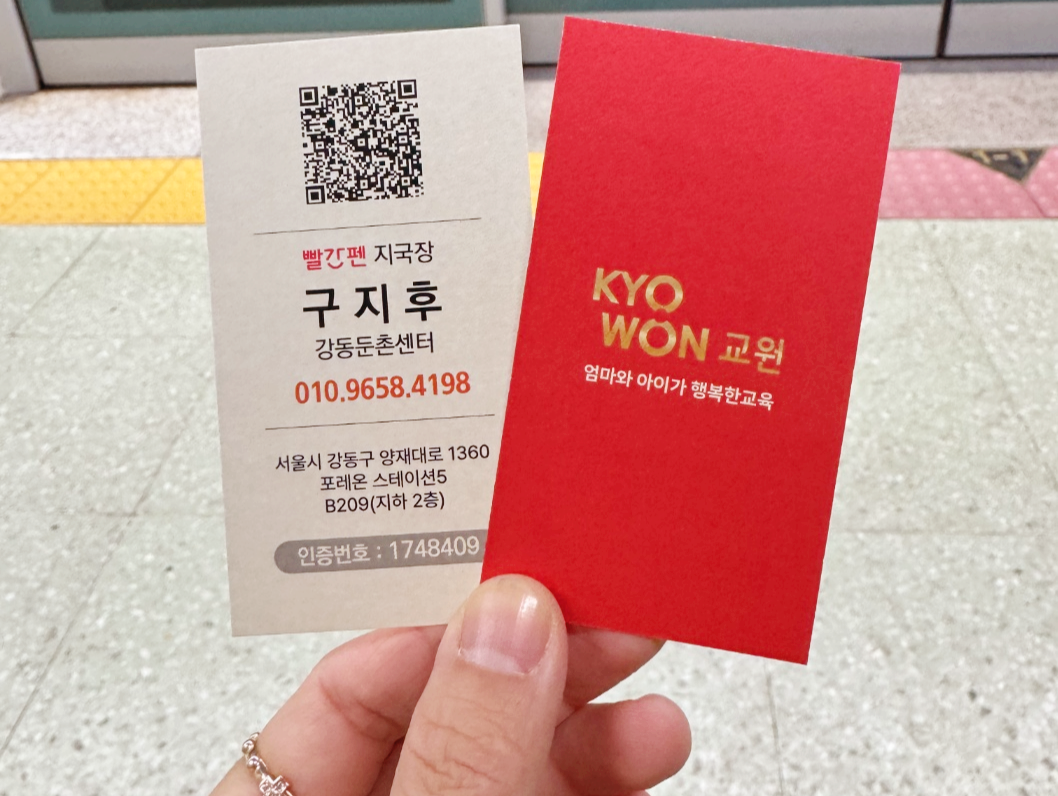 빨간펜 지국장
구지후
강동둔촌센터
010.9658.4198
서울시 강동구 양재대로 1360
포레온 스테이션5
B209(지하 2층)
인증번호 : 1748409
KYO
WON 교원
엄마와 아이가 행복한교육